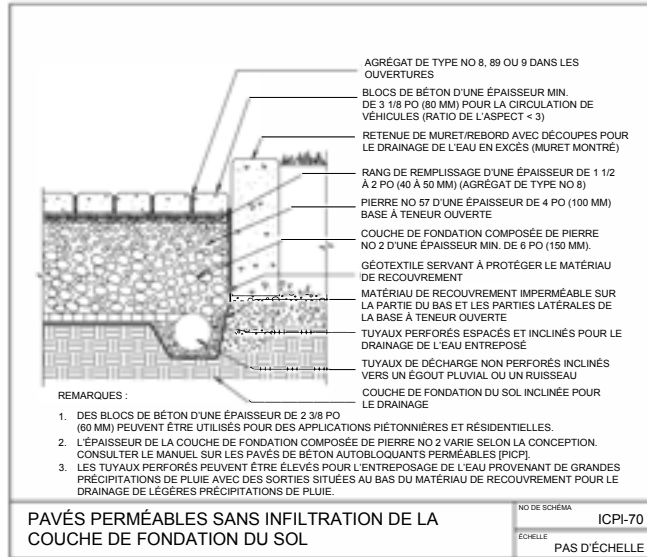 AGRÉGAT DE TYPE NO 8, 89 OU 9 DANS LES
OUVERTURES
BLOCS DE BÉTON D'UNE ÉPAISSEUR MIN.
DE 3 1/8 PO (80 MM) POUR LA CIRCULATION DE
VÉHICULES (RATIO DE L'ASPECT < 3)
RETENUE DE MURET/REBORD AVEC DÉCOUPES POUR
LE DRAINAGE DE L'EAU EN EXCÈS (MURET MONTRÉ)
RANG DE REMPLISSAGE D'UNE ÉPAISSEUR DE 1 1/2
À 2 PO (40 À 50 MM) (AGRÉGAT DE TYPE NO 8)
PIERRE NO 57 D'UNE ÉPAISSEUR DE 4 PO (100 MM)
BASE À TENEUR OUVERTE
COUCHE DE FONDATION COMPOSÉE DE PIERRE
NO 2 D'UNE ÉPAISSEUR MIN. DE 6 PO (150 MM).
GÉOTEXTILE SERVANT À PROTÉGER LE MATÉRIAU
DE RECOUVREMENT
MATÉRIAU DE RECOUVREMENT IMPERMÉABLE SUR
LA PARTIE DU BAS ET LES PARTIES LATÉRALES DE
LA BASE À TENEUR OUVERTE
TUYAUX PERFORÉS ESPACÉS ET INCLINÉS POUR LE
DRAINAGE DE L'EAU ENTREPOSÉ
TUYAUX DE DÉCHARGE NON PERFORÉS INCLINÉS
VERS UN ÉGOUT PLUVIAL OU UN RUISSEAU
COUCHE DE FONDATION DU SOL INCLINÉE POUR
LE DRAINAGE
REMARQUES :
1. DES BLOCS DE BÉTON D'UNE ÉPAISSEUR DE 2 3/8 PO
(60 MM) PEUVENT ÊTRE UTILISÉS POUR DES APPLICATIONS PIÉTONNIÈRES ET RÉSIDENTIELLES.
2. L'ÉPAISSEUR DE LA COUCHE DE FONDATION COMPOSÉE DE PIERRE NO 2 VARIE SELON LA CONCEPTION.
CONSULTER LE MANUEL SUR LES PAVÉS DE BÉTON AUTOBLOQUANTS PERMÉABLES [PICP].
3. LES TUYAUX PERFORÉS PEUVENT ÊTRE ÉLEVÉS POUR L'ENTREPOSAGE DE L'EAU PROVENANT DE GRANDES
PRÉCIPITATIONS DE PLUIE AVEC DES SORTIES SITUÉES AU BAS DU MATÉRIAU DE RECOUVREMENT POUR LE
DRAINAGE DE LÉGÈRES PRÉCIPITATIONS DE PLUIE.
PAVÉS PERMÉABLES SANS INFILTRATION DE LA
COUCHE DE FONDATION DU SOL
NO DE SCHÉMA
ICPI-70
ÉCHELLE
PAS D'ÉCHELLE